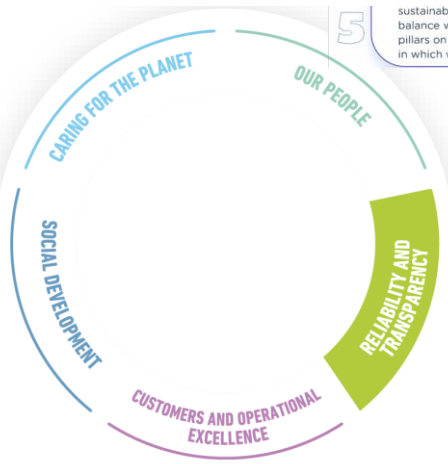 sustainab
balance w
pillars on
in which w
5
CARING FOR THE PLANET
OUR PEOPLE
RELIABILITY AND
TRANSPARENCY
SOCIAL DEVELOPMENT
CUSTOMERS AND OPERATIONAL
EXCELLENCE